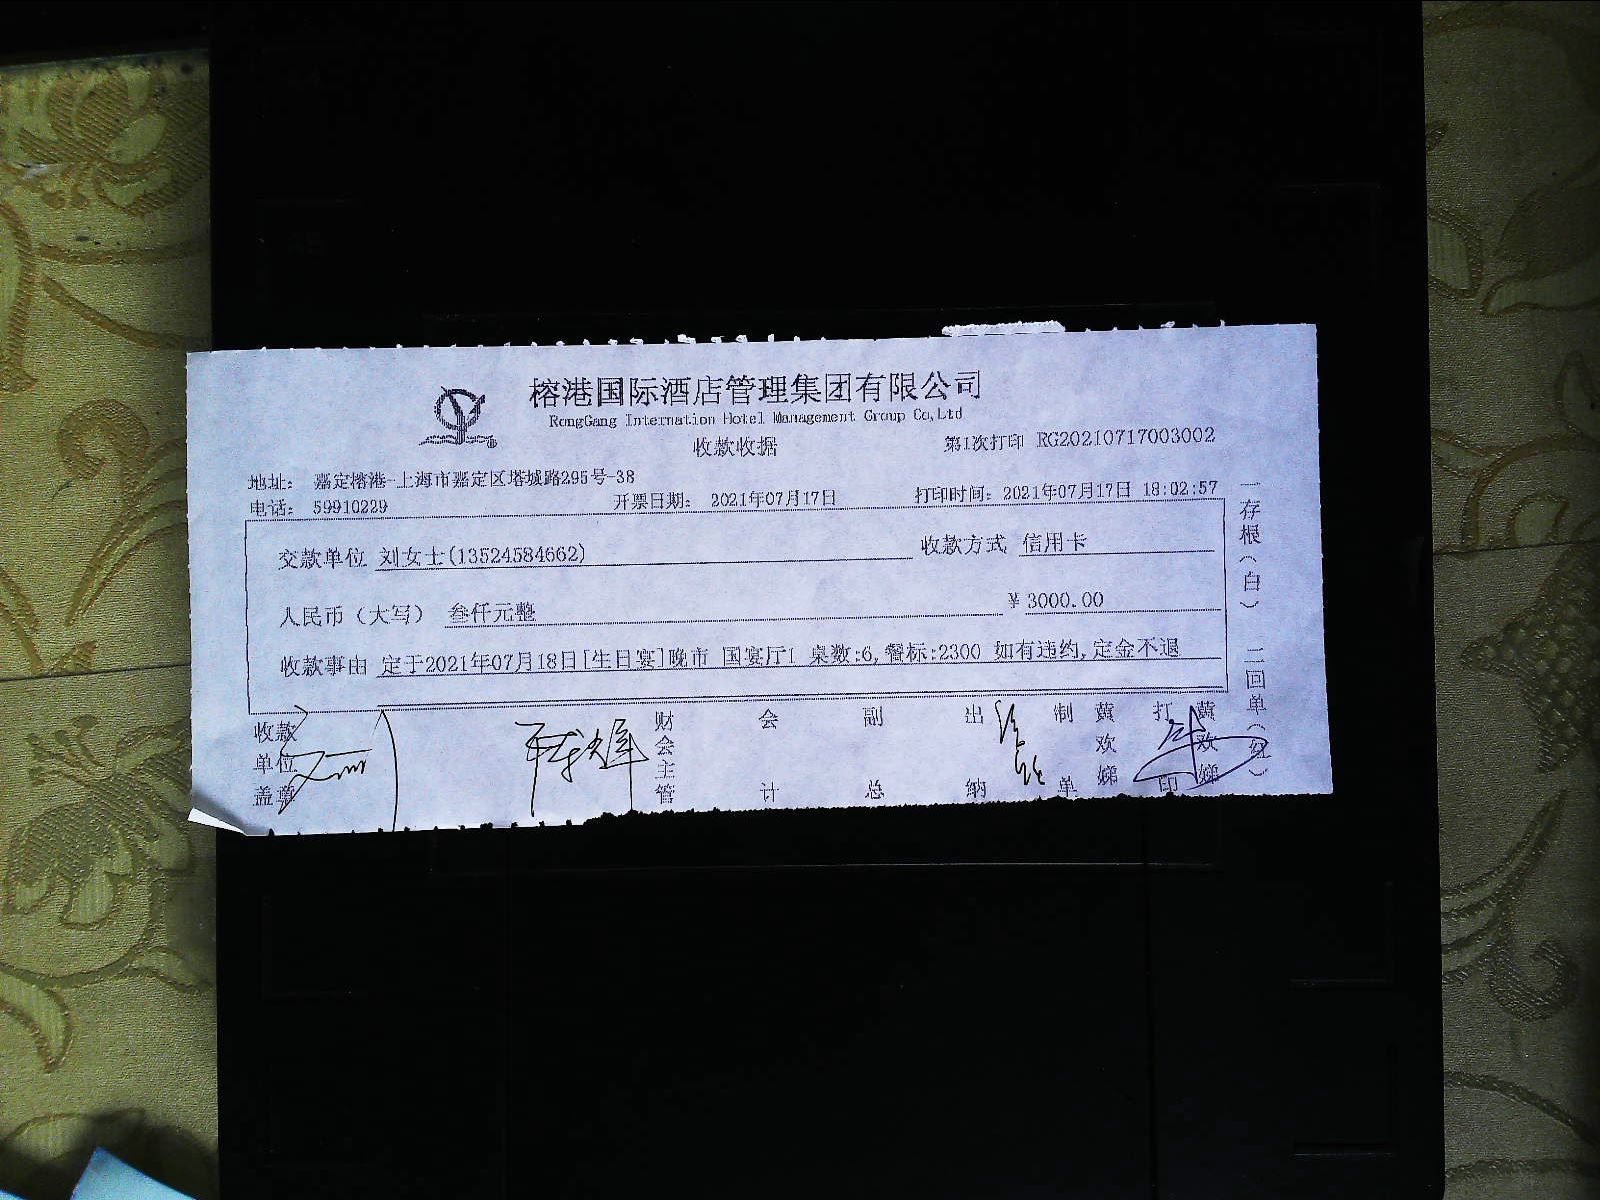 榕港国际酒店管理集团有限公司
RongGang Internation Hotel Management Group Co,Ltd
收款收据
第1次打印 RG20210717003002
地址： 嘉定榕港-上海市嘉定区塔城路295号-38
电话： 59910229 开票日期： 2021年07月17日 打印时间：2021年07月17日 18:02:57
交款单位 刘女士(13524584662) 收款方式 信用卡
人民币（大写） 叁仟元整 ¥ 3000.00
收款事由 定于2021年07月18日[生日宴]晚市 国宴厅1 桌数:6,餐标:2300 如有违约,定金不退
收款单位盖章 财会主管 会计 副总 出纳 制单 黄欢娣 打印 黄欢娣
一存根（白） 二回单（红）